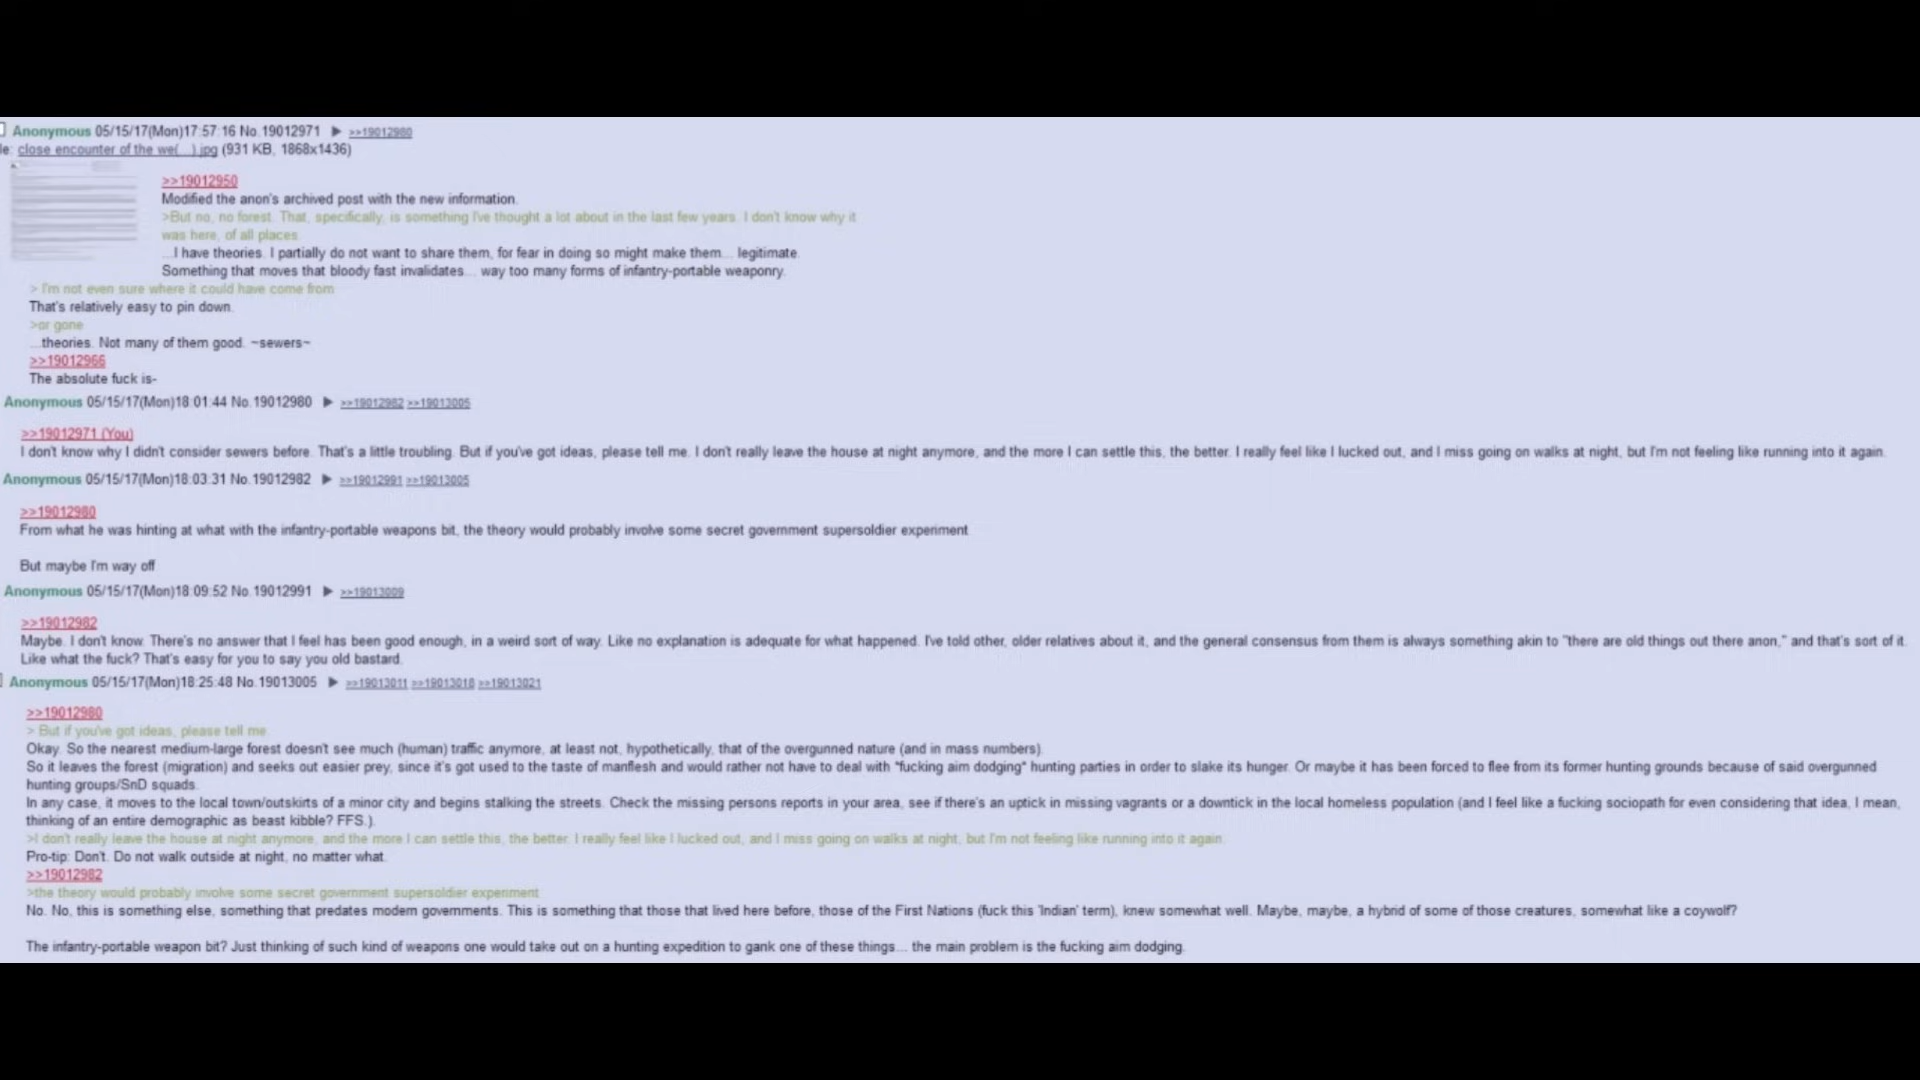 Anonymous 05/15/17(Mon)17:57:16 No.19012971 ▶ >>19012980
le: close encounter of the we(...).jpg (931 KB, 1868x1436)
>>19012950
Modified the anon's archived post with the new information.
>But no, no forest. That, specifically, is something I've thought a lot about in the last few years. I don't know why it
was here, of all places.
...I have theories. I partially do not want to share them, for fear in doing so might make them... legitimate.
Something that moves that bloody fast invalidates... way too many forms of infantry-portable weaponry.
> I'm not even sure where it could have come from
That's relatively easy to pin down.
>or gone
...theories. Not many of them good. ~sewers~
>>19012966
The absolute fuck is-
Anonymous 05/15/17(Mon)18:01:44 No.19012980 ▶ >>19012982 >>19013005
>>19012971 (You)
I don't know why I didn't consider sewers before. That's a little troubling. But if you've got ideas, please tell me. I don't really leave the house at night anymore, and the more I can settle this, the better. I really feel like I lucked out, and I miss going on walks at night, but I'm not feeling like running into it again.
Anonymous 05/15/17(Mon)18:03:31 No.19012982 ▶ >>19012991 >>19013005
>>19012980
From what he was hinting at what with the infantry-portable weapons bit, the theory would probably involve some secret government supersoldier experiment
But maybe I'm way off
Anonymous 05/15/17(Mon)18:09:52 No.19012991 ▶ >>19013009
>>19012982
Maybe. I don't know. There's no answer that I feel has been good enough, in a weird sort of way. Like no explanation is adequate for what happened. I've told other, older relatives about it, and the general consensus from them is always something akin to "there are old things out there anon," and that's sort of it.
Like what the fuck? That's easy for you to say you old bastard.
Anonymous 05/15/17(Mon)18:25:48 No.19013005 ▶ >>19013011 >>19013018 >>19013021
>>19012980
> But if you've got ideas, please tell me.
Okay. So the nearest medium-large forest doesn't see much (human) traffic anymore, at least not, hypothetically, that of the overgunned nature (and in mass numbers).
So it leaves the forest (migration) and seeks out easier prey, since it's got used to the taste of manflesh and would rather not have to deal with *fucking aim dodging* hunting parties in order to slake its hunger. Or maybe it has been forced to flee from its former hunting grounds because of said overgunned
hunting groups/SnD squads.
In any case, it moves to the local town/outskirts of a minor city and begins stalking the streets. Check the missing persons reports in your area, see if there's an uptick in missing vagrants or a downtick in the local homeless population (and I feel like a fucking sociopath for even considering that idea, I mean,
thinking of an entire demographic as beast kibble? FFS.).
>I don't really leave the house at night anymore, and the more I can settle this, the better. I really feel like I lucked out, and I miss going on walks at night, but I'm not feeling like running into it again.
Pro-tip: Don't. Do not walk outside at night, no matter what.
>>19012982
>the theory would probably involve some secret government supersoldier experiment
No. No, this is something else, something that predates modern governments. This is something that those that lived here before, those of the First Nations (fuck this 'Indian' term), knew somewhat well. Maybe, maybe, a hybrid of some of those creatures, somewhat like a coywolf?
The infantry-portable weapon bit? Just thinking of such kind of weapons one would take out on a hunting expedition to gank one of these things... the main problem is the fucking aim dodging.